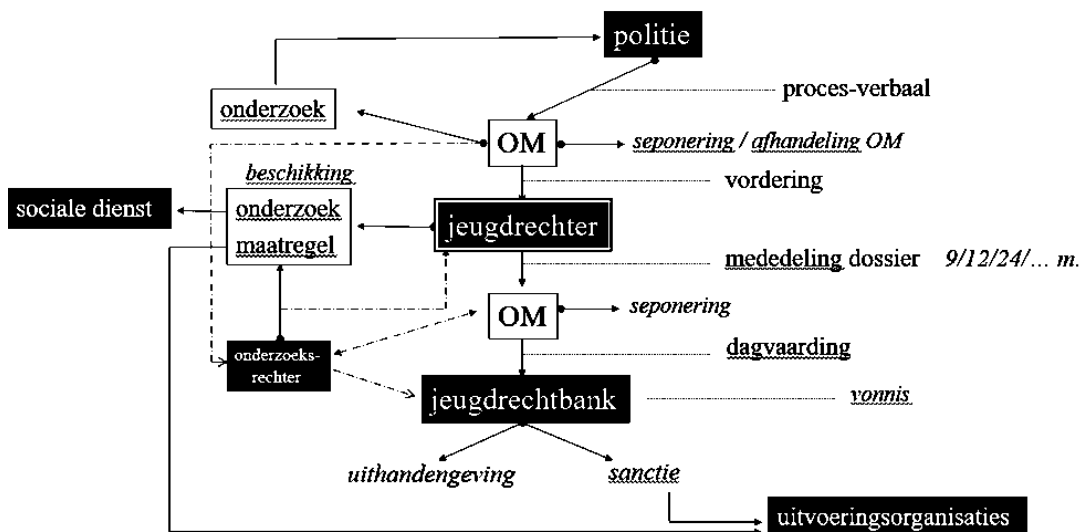 politie
proces-verbaal
onderzoek
OM
seponering / afhandeling OM
beschikking
vordering
sociale dienst
onderzoek
jeugdrechter
maatregel
mededeling dossier 9/12/24/… m.
OM
seponering
onderzoeks-
rechter
dagvaarding
jeugdrechtbank
vonnis
uithandengeving
sanctie
uitvoeringsorganisaties